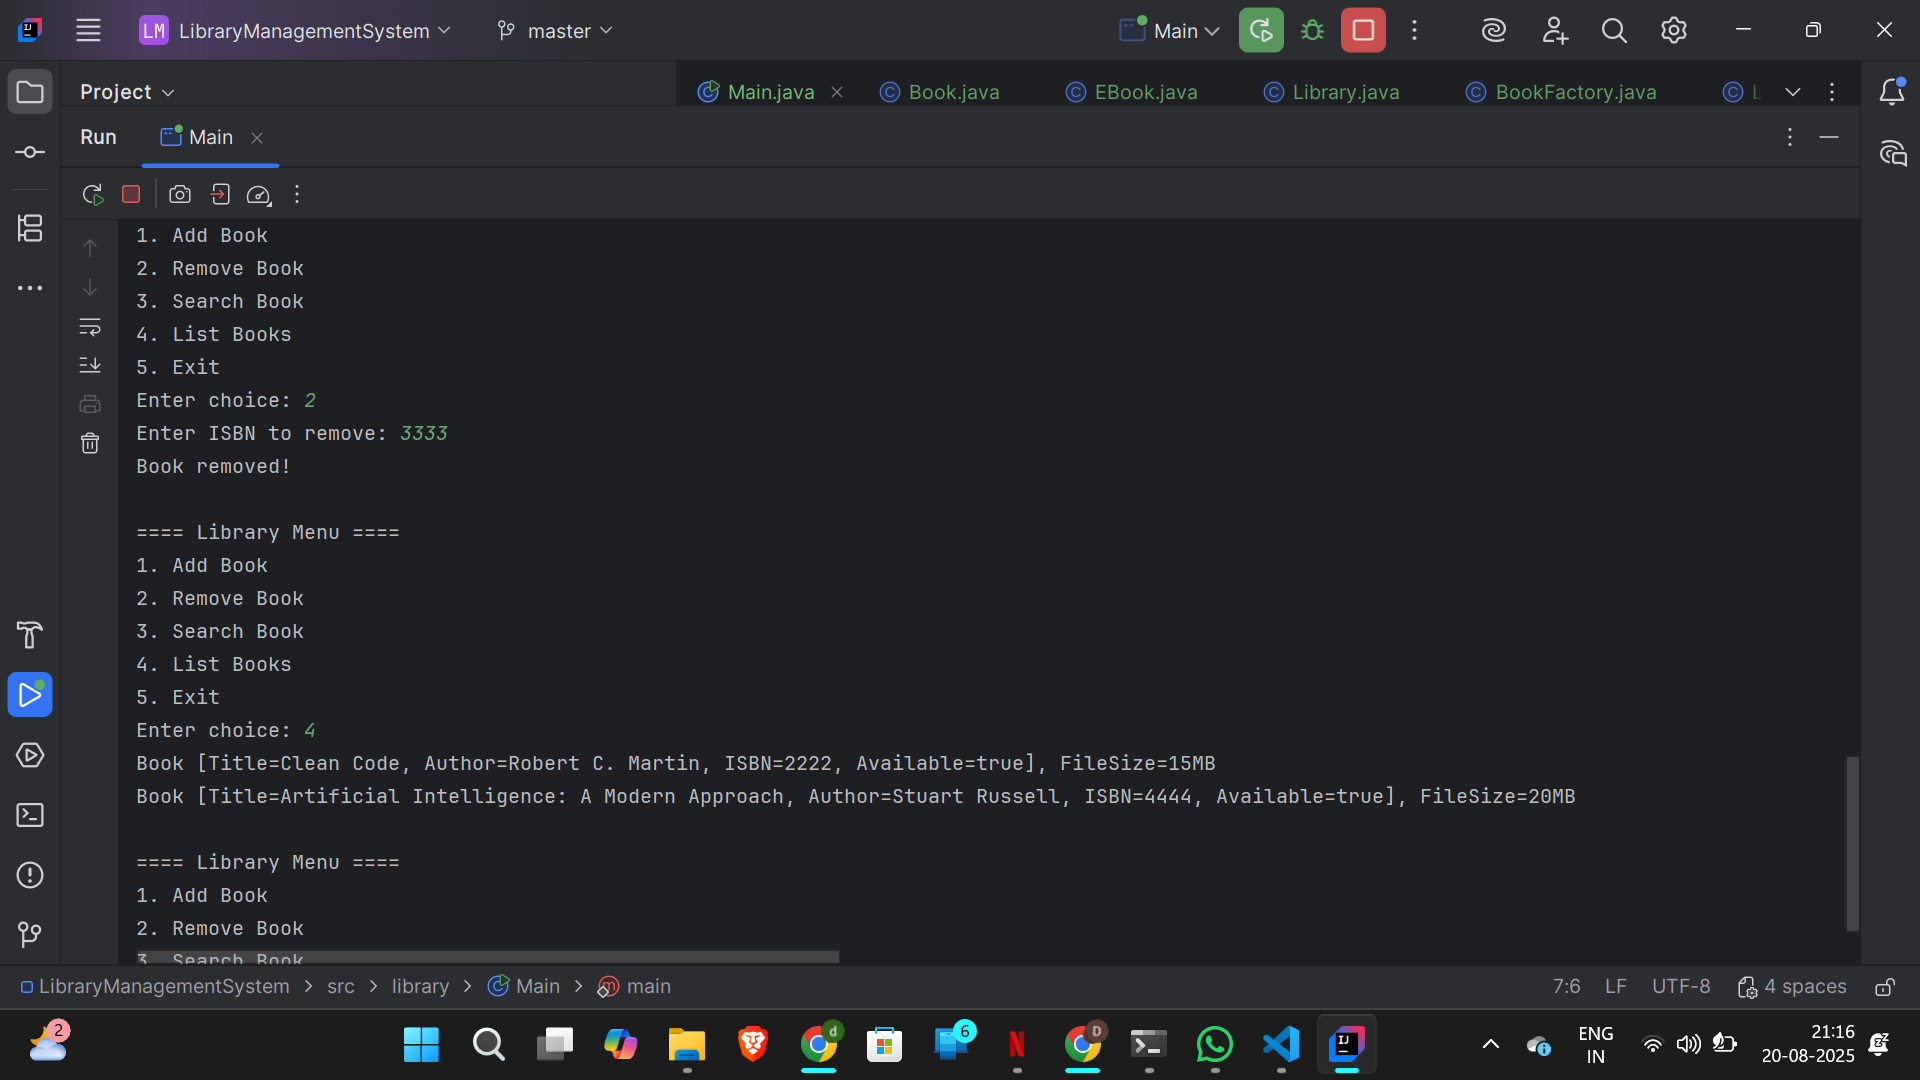 LM LibraryManagementSystem master Main
Project Main.java Book.java EBook.java Library.java BookFactory.java L
Run Main
1. Add Book
2. Remove Book
3. Search Book
4. List Books
5. Exit
Enter choice: 2
Enter ISBN to remove: 3333
Book removed!
==== Library Menu ====
1. Add Book
2. Remove Book
3. Search Book
4. List Books
5. Exit
Enter choice: 4
Book [Title=Clean Code, Author=Robert C. Martin, ISBN=2222, Available=true], FileSize=15MB
Book [Title=Artificial Intelligence: A Modern Approach, Author=Stuart Russell, ISBN=4444, Available=true], FileSize=20MB
==== Library Menu ====
1. Add Book
2. Remove Book
3. Search Book
LibraryManagementSystem > src > library > Main > main 7:6 LF UTF-8 4 spaces
2 d 6 D ENG 21:16
IN 20-08-2025